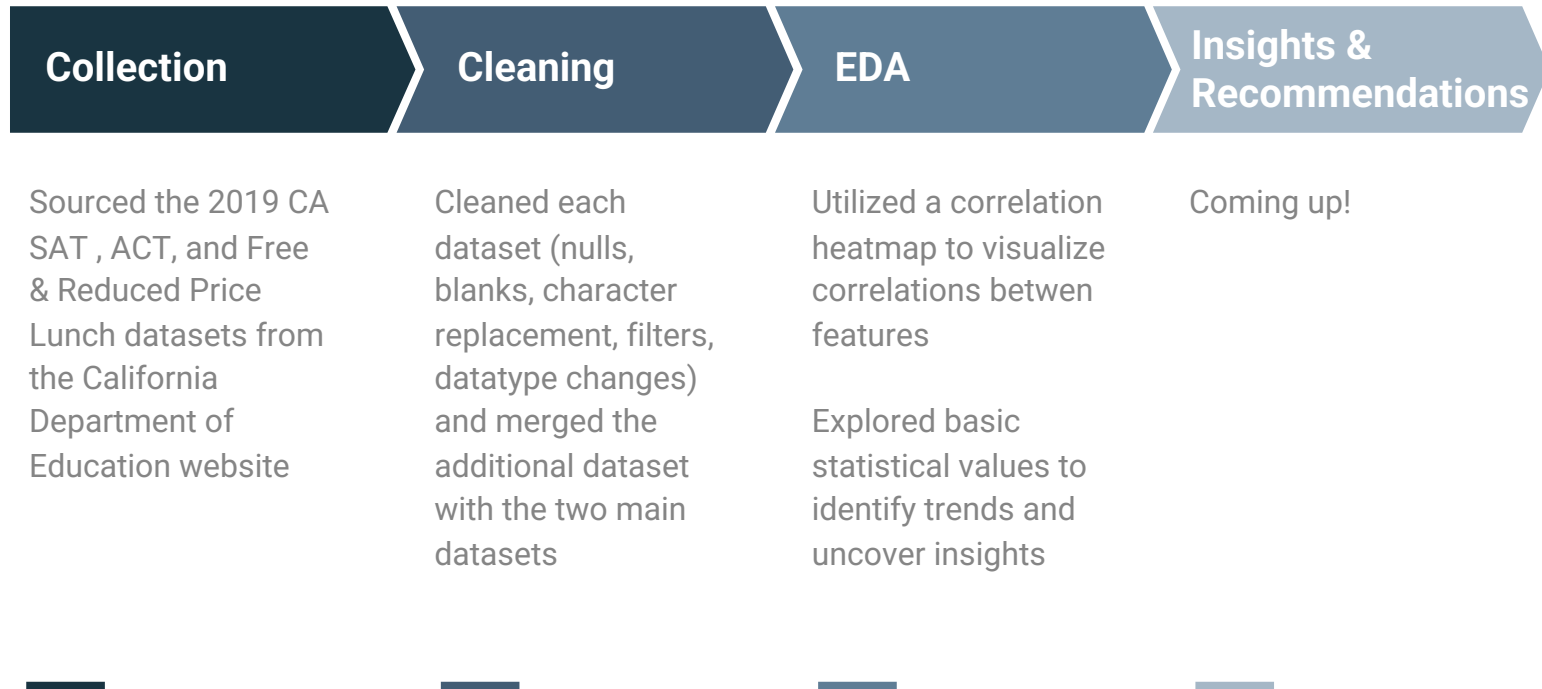 Collection
Cleaning
EDA
Insights &
Recommendations
Sourced the 2019 CA
SAT , ACT, and Free
& Reduced Price
Lunch datasets from
the California
Department of
Education website
Cleaned each
dataset (nulls,
blanks, character
replacement, filters,
datatype changes)
and merged the
additional dataset
with the two main
datasets
Utilized a correlation
heatmap to visualize
correlations betwen
features
Explored basic
statistical values to
identify trends and
uncover insights
Coming up!